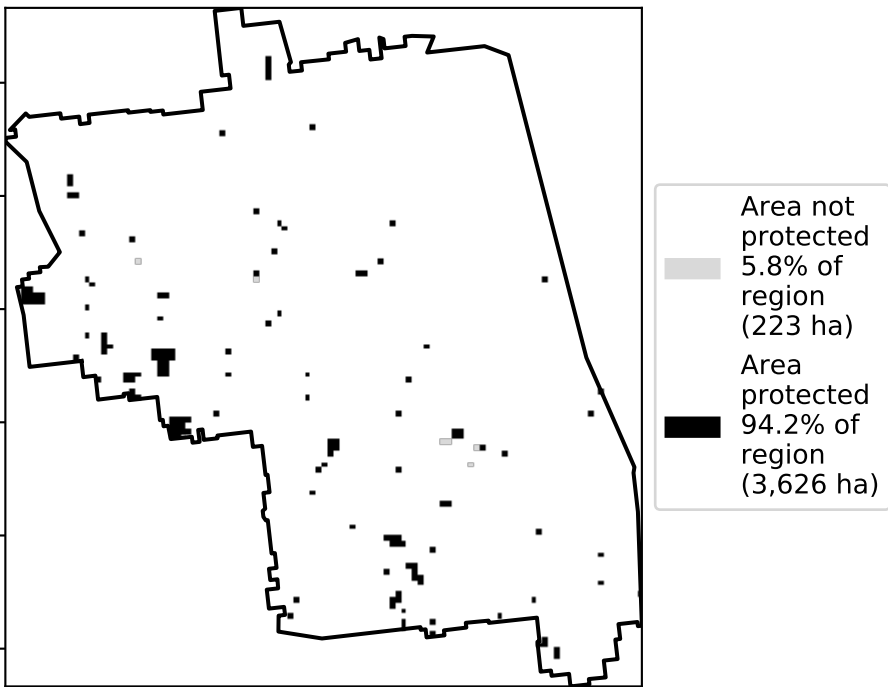 Area not
protected
5.8% of
region
(223 ha)
Area
protected
94.2% of
region
(3,626 ha)